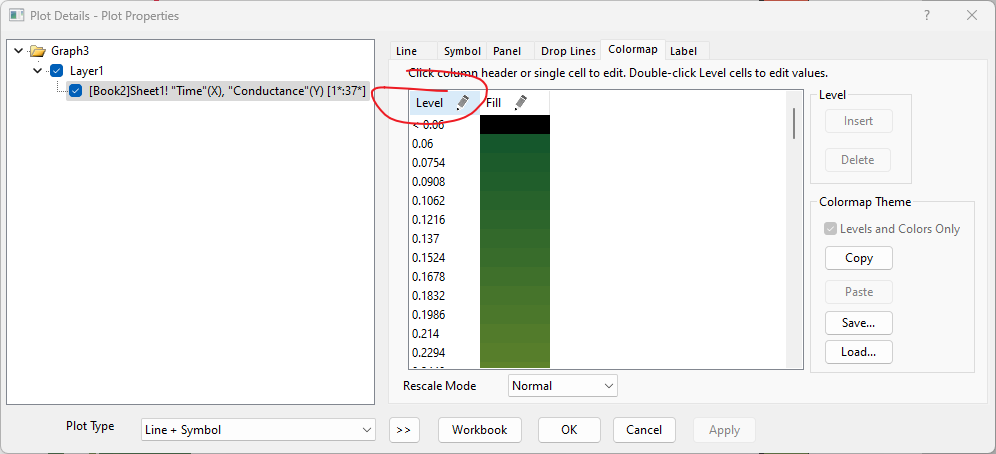 Plot Details - Plot Properties
Graph3
Layer1
[Book2]Sheet1! "Time"(X), "Conductance"(Y) [1*:37*]
Line Symbol Panel Drop Lines Colormap Label
Click column header or single cell to edit. Double-click Level cells to edit values.
Level Fill
< 0.06
0.06
0.0754
0.0908
0.1062
0.1216
0.137
0.1524
0.1678
0.1832
0.1986
0.214
0.2294
Level
Insert
Delete
Colormap Theme
Levels and Colors Only
Copy
Paste
Save...
Load...
Rescale Mode Normal
Plot Type Line + Symbol >> Workbook OK Cancel Apply